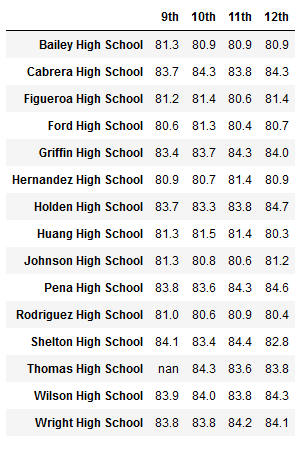 9th 10th 11th 12th
Bailey High School 81.3 80.9 80.9 80.9
Cabrera High School 83.7 84.3 83.8 84.3
Figueroa High School 81.2 81.4 80.6 81.4
Ford High School 80.6 81.3 80.4 80.7
Griffin High School 83.4 83.7 84.3 84.0
Hernandez High School 80.9 80.7 81.4 80.9
Holden High School 83.7 83.3 83.8 84.7
Huang High School 81.3 81.5 81.4 80.3
Johnson High School 81.3 80.8 80.6 81.2
Pena High School 83.8 83.6 84.3 84.6
Rodriguez High School 81.0 80.6 80.9 80.4
Shelton High School 84.1 83.4 84.4 82.8
Thomas High School nan 84.3 83.6 83.8
Wilson High School 83.9 84.0 83.8 84.3
Wright High School 83.8 83.8 84.2 84.1